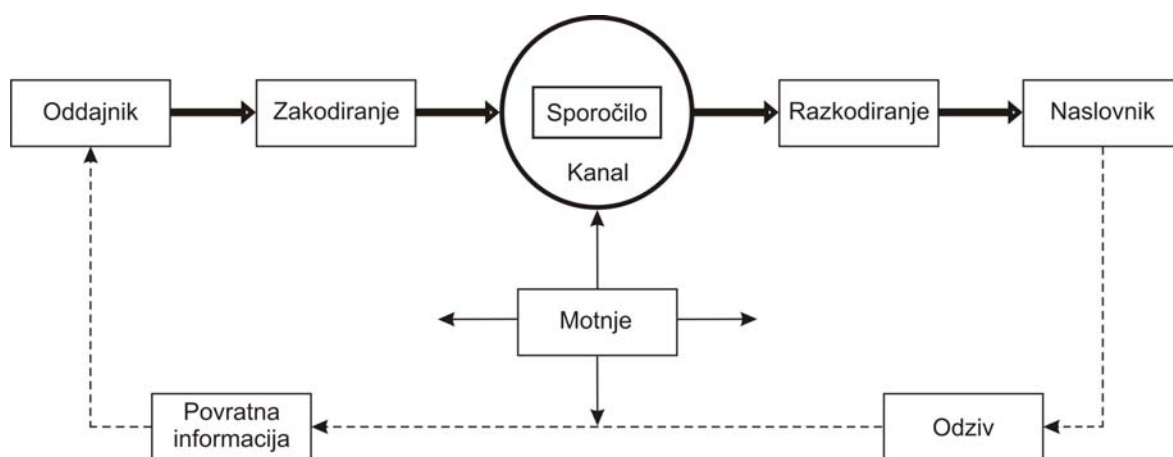 Oddajnik
Zakodiranje
Sporočilo
Kanal
Razkodiranje
Naslovnik
Motnje
Povratna
informacija
Odziv